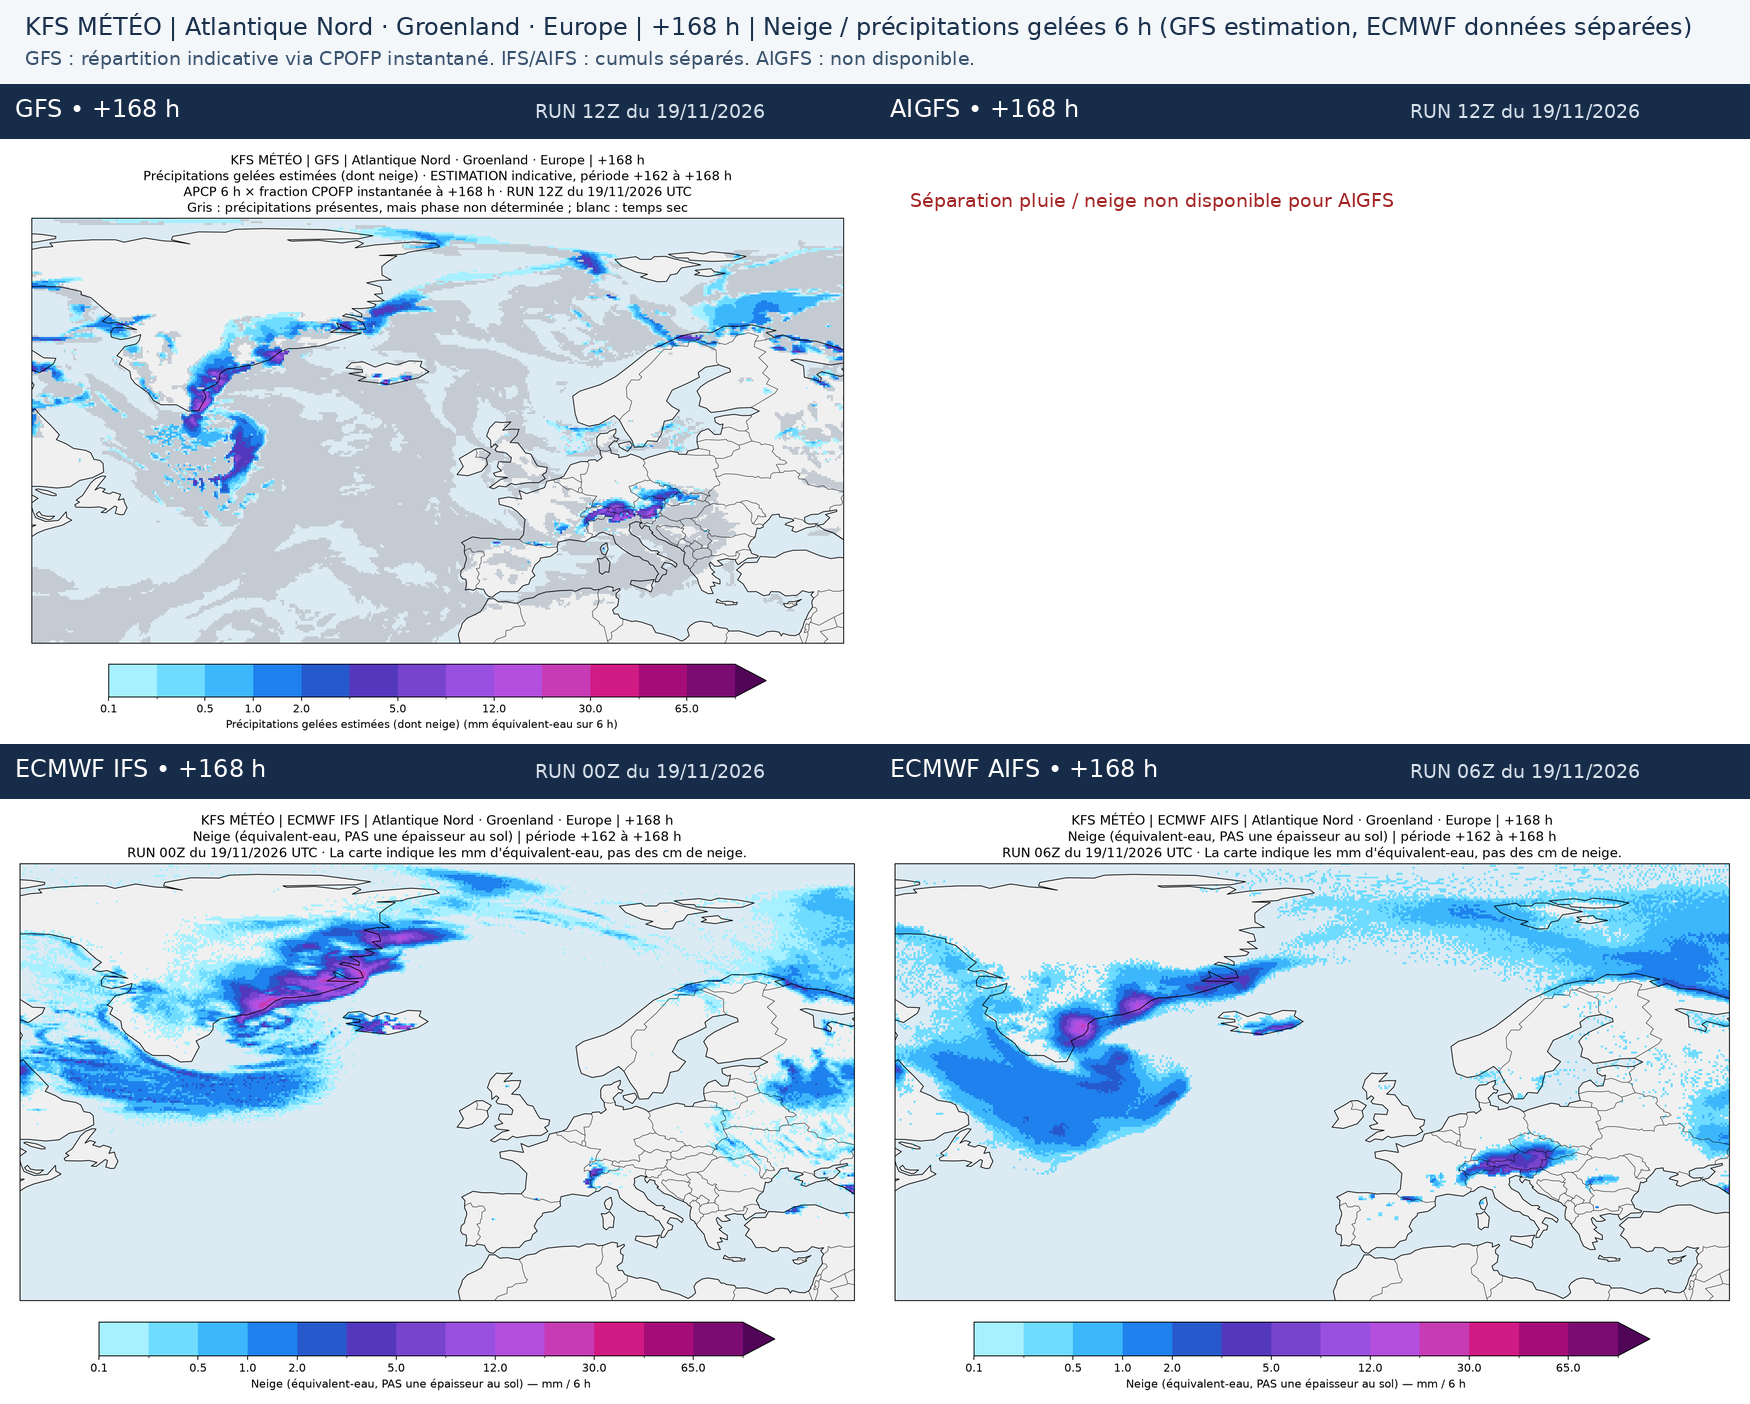 KFS MÉTÉO | Atlantique Nord · Groenland · Europe | +168 h | Neige / précipitations gelées 6 h (GFS estimation, ECMWF données séparées)
GFS : répartition indicative via CPOFP instantané. IFS/AIFS : cumuls séparés. AIGFS : non disponible.
GFS • +168 h RUN 12Z du 19/11/2026
AIGFS • +168 h RUN 12Z du 19/11/2026
KFS MÉTÉO | GFS | Atlantique Nord · Groenland · Europe | +168 h
Précipitations gelées estimées (dont neige) · ESTIMATION indicative, période +162 à +168 h
APCP 6 h × fraction CPOFP instantanée à +168 h · RUN 12Z du 19/11/2026 UTC
Gris : précipitations présentes, mais phase non déterminée ; blanc : temps sec
Séparation pluie / neige non disponible pour AIGFS
0.1 0.5 1.0 2.0 5.0 12.0 30.0 65.0
Précipitations gelées estimées (dont neige) (mm équivalent-eau sur 6 h)
ECMWF IFS • +168 h RUN 00Z du 19/11/2026
ECMWF AIFS • +168 h RUN 06Z du 19/11/2026
KFS MÉTÉO | ECMWF IFS | Atlantique Nord · Groenland · Europe | +168 h
Neige (équivalent-eau, PAS une épaisseur au sol) | période +162 à +168 h
RUN 00Z du 19/11/2026 UTC · La carte indique les mm d'équivalent-eau, pas des cm de neige.
0.1 0.5 1.0 2.0 5.0 12.0 30.0 65.0
Neige (équivalent-eau, PAS une épaisseur au sol) — mm / 6 h
KFS MÉTÉO | ECMWF AIFS | Atlantique Nord · Groenland · Europe | +168 h
Neige (équivalent-eau, PAS une épaisseur au sol) | période +162 à +168 h
RUN 06Z du 19/11/2026 UTC · La carte indique les mm d'équivalent-eau, pas des cm de neige.
0.1 0.5 1.0 2.0 5.0 12.0 30.0 65.0
Neige (équivalent-eau, PAS une épaisseur au sol) — mm / 6 h